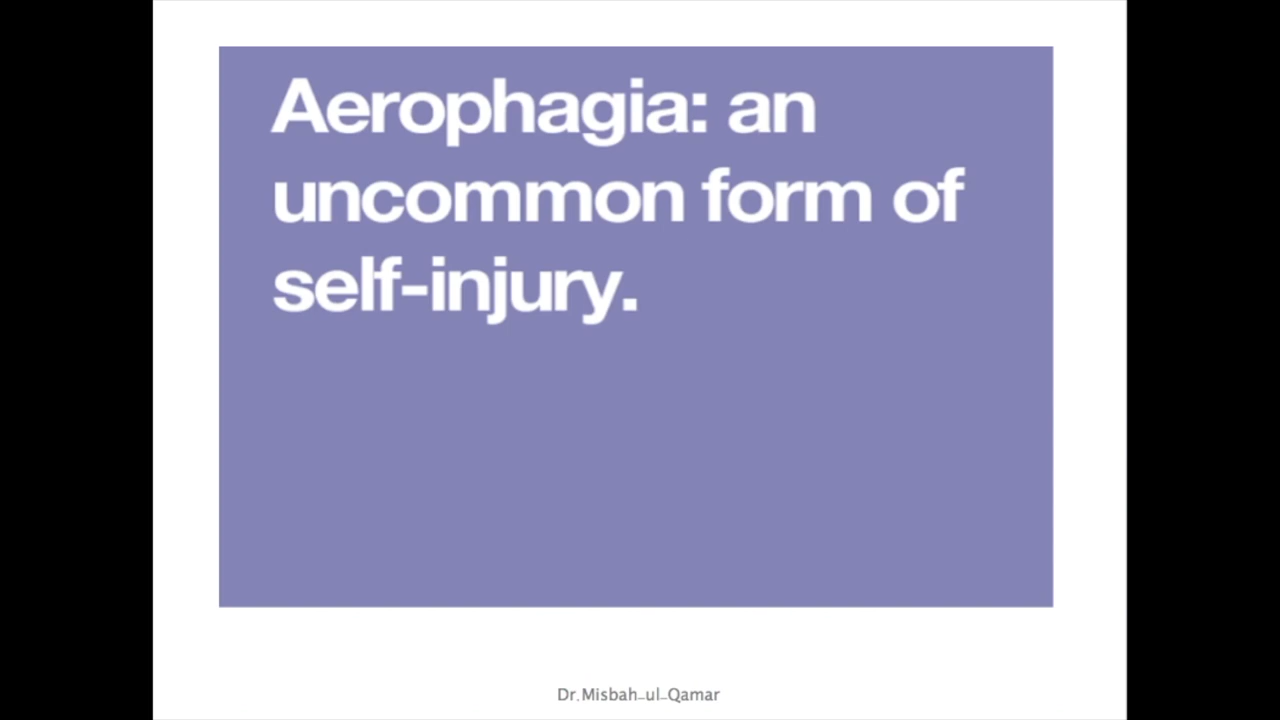 Aerophagia: an
uncommon form of
self-injury.
Dr.Misbah-ul-Qamar